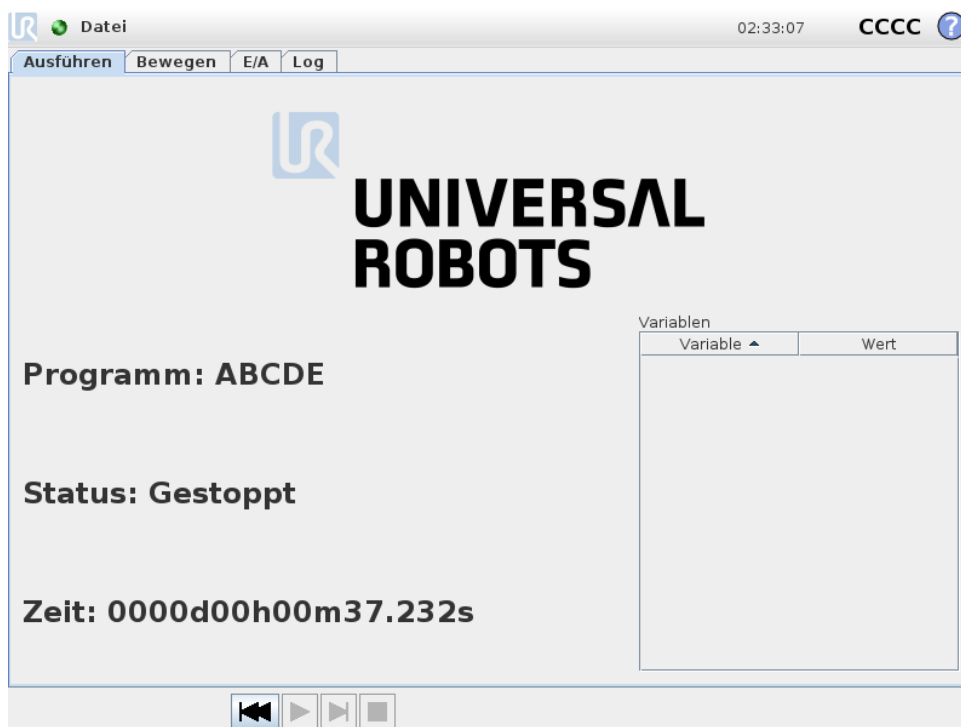 Datei 02:33:07 CCCC ?
Ausführen Bewegen E/A Log
UR
UNIVERSAL
ROBOTS
Variablen
Variable Wert
Programm: ABCDE
Status: Gestoppt
Zeit: 0000d00h00m37.232s